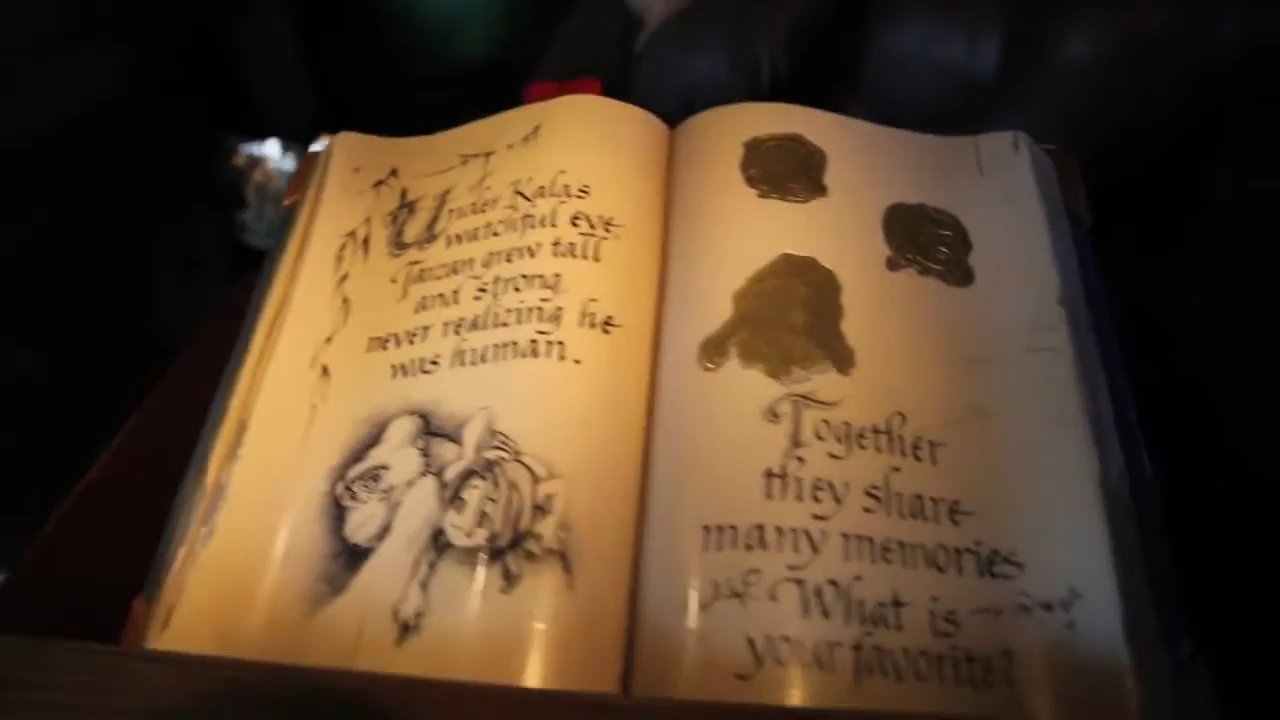 Under Kala's
watchful eye,
Tarzan grew tall
and strong,
never realizing he
was human.
Together
they share
many memories
What is
your favorite?